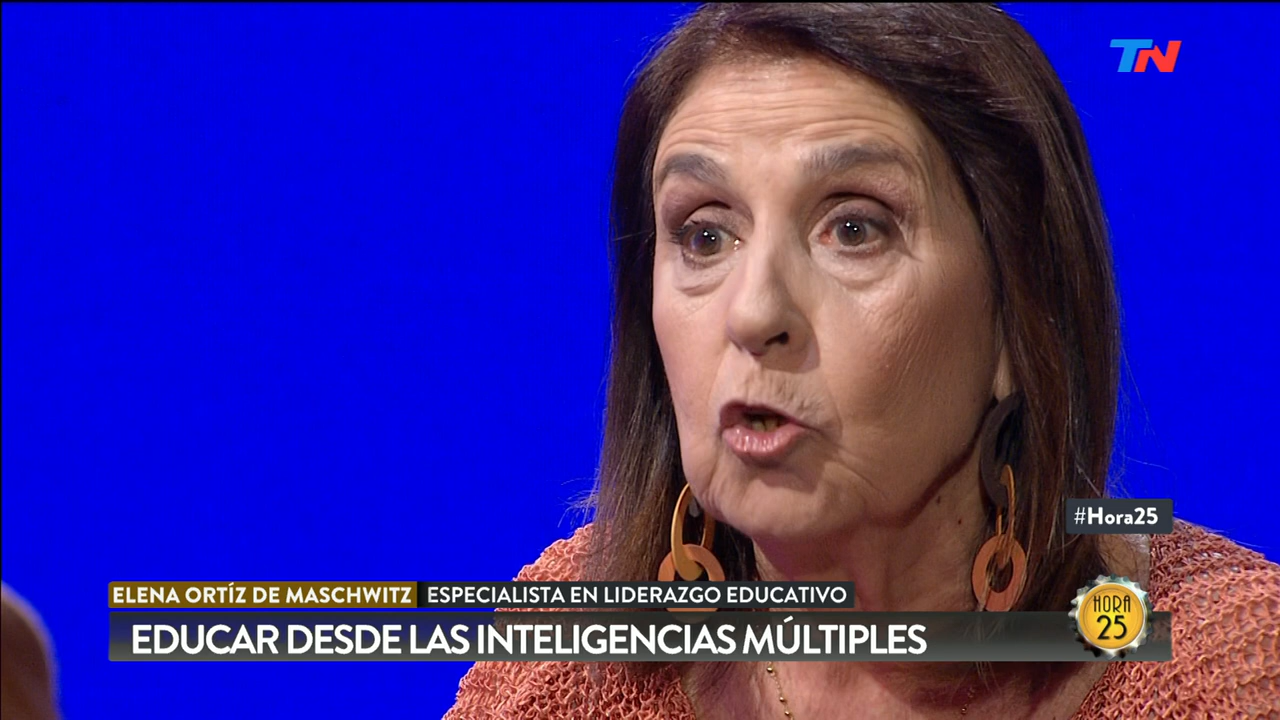 TN
#Hora25
ELENA ORTÍZ DE MASCHWITZ ESPECIALISTA EN LIDERAZGO EDUCATIVO
EDUCAR DESDE LAS INTELIGENCIAS MÚLTIPLES
HORA
25